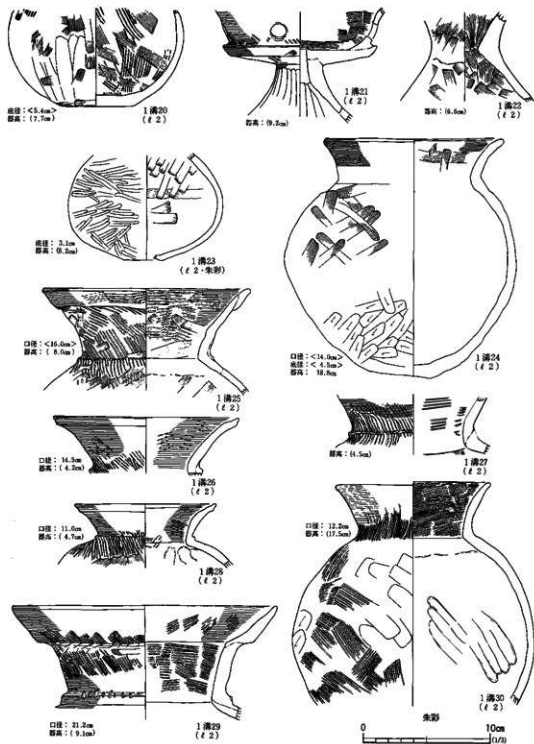 底径：<5.4cm>
器高：(7.7cm)
1溝20
(ℓ2)
1溝21
(ℓ2)
器高：(9.2cm)
1溝22
(ℓ2)
器高：(6.6cm)
底径： 3.1cm
器高：(8.2cm)
1溝23
(ℓ2・朱彩)
口径：<14.0cm>
底径：< 4.5cm>
器高： 18.8cm
1溝24
(ℓ2)
口径：<16.0cm>
器高：( 8.0cm)
1溝25
(ℓ2)
口径： 14.5cm
器高：( 4.2cm)
1溝26
(ℓ2)
器高：(4.5cm)
1溝27
(ℓ2)
口径： 11.6cm
器高：( 4.7cm)
1溝28
(ℓ2)
口径： 21.2cm
器高：( 9.1cm)
1溝29
(ℓ2)
口径： 12.2cm
器高：(17.5cm)
1溝30
(ℓ2)
朱彩
0 10cm
(1/3)